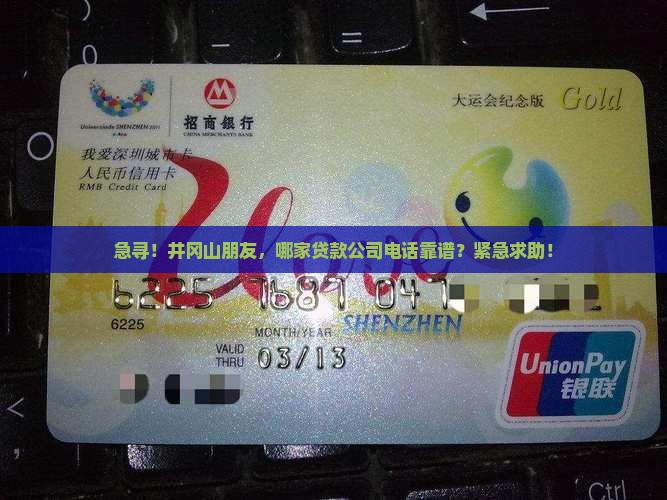 Universiade SHENZHEN 2011
招商银行
CHINA MERCHANTS BANK
大运会纪念版 Gold
我爱深圳城市卡
人民币信用卡
RMB Credit Card
急寻！井冈山朋友，哪家贷款公司电话靠谱？紧急求助！
6225 7687 047
6225
MONTH/YEAR
SHENZHEN
VALID
THRU
03/13
UnionPay
银联
Ctrl